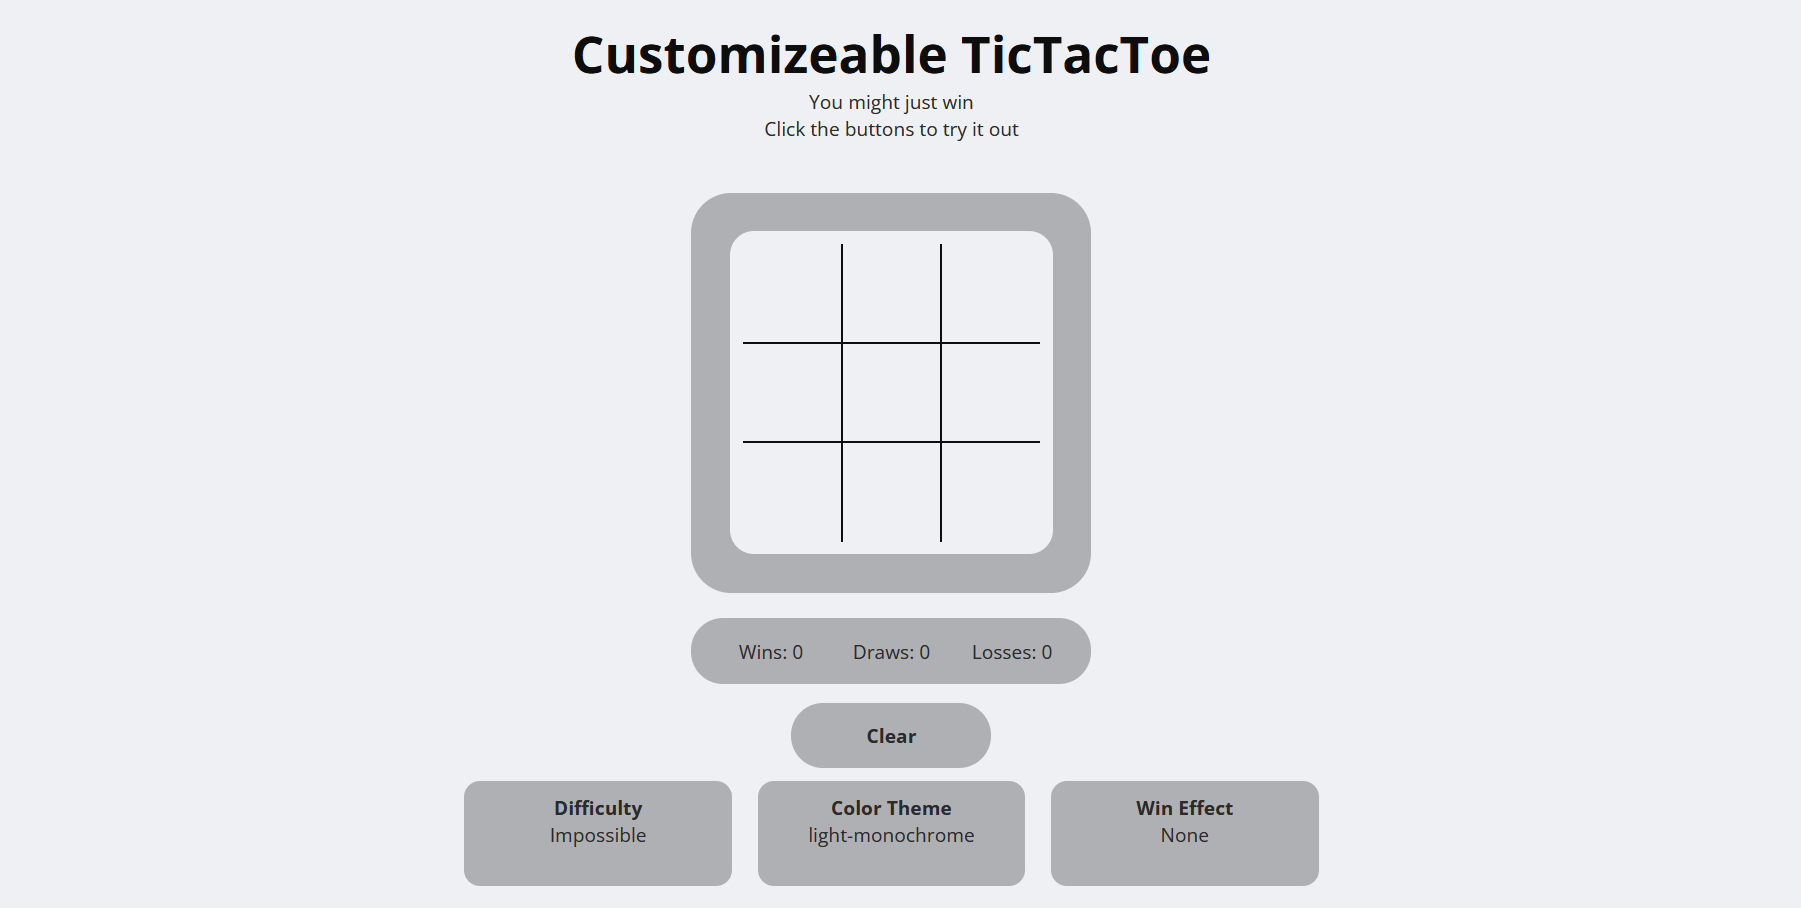 Customizeable TicTacToe
You might just win
Click the buttons to try it out
Wins: 0 Draws: 0 Losses: 0
Clear
Difficulty
Impossible
Color Theme
light-monochrome
Win Effect
None